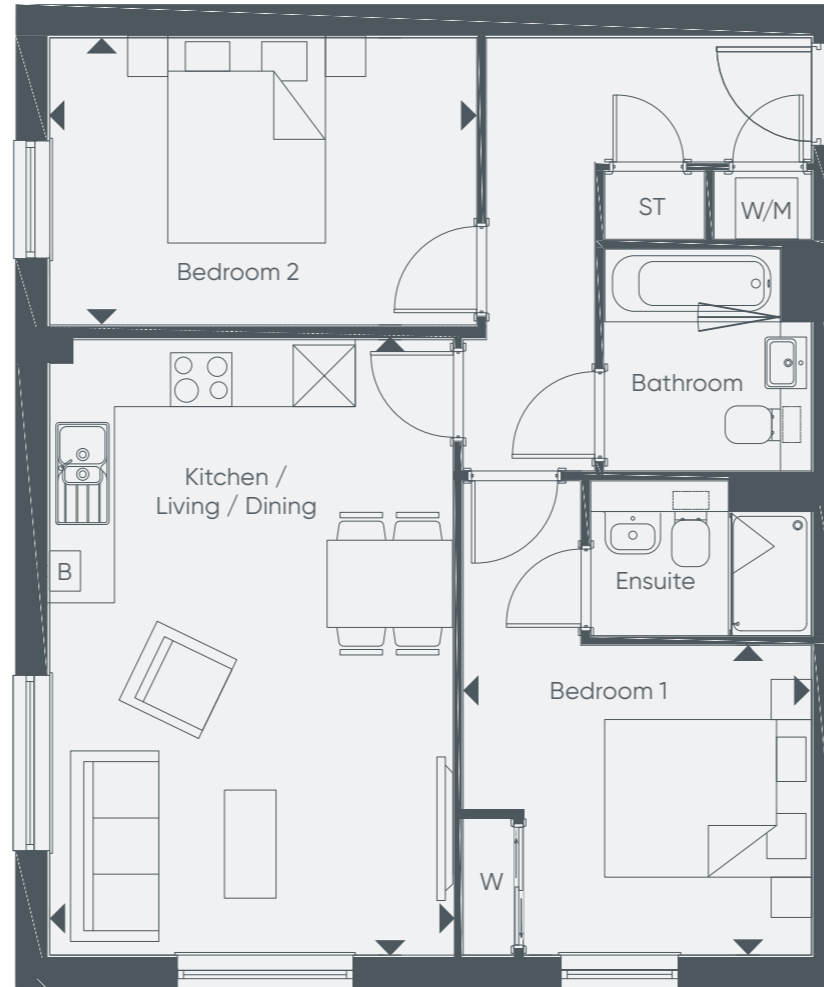 ST
W/M
Bedroom 2
Bathroom
Kitchen /
Living / Dining
B
Ensuite
Bedroom 1
W